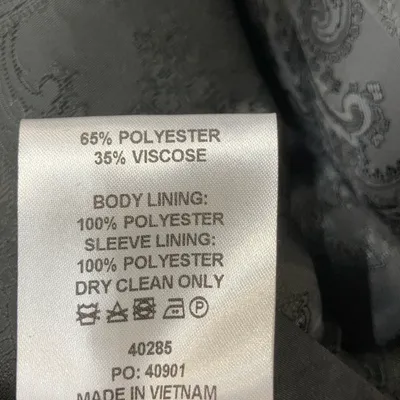 65% POLYESTER
35% VISCOSE
BODY LINING:
100% POLYESTER
SLEEVE LINING:
100% POLYESTER
DRY CLEAN ONLY
P
40285
PO: 40901
MADE IN VIETNAM